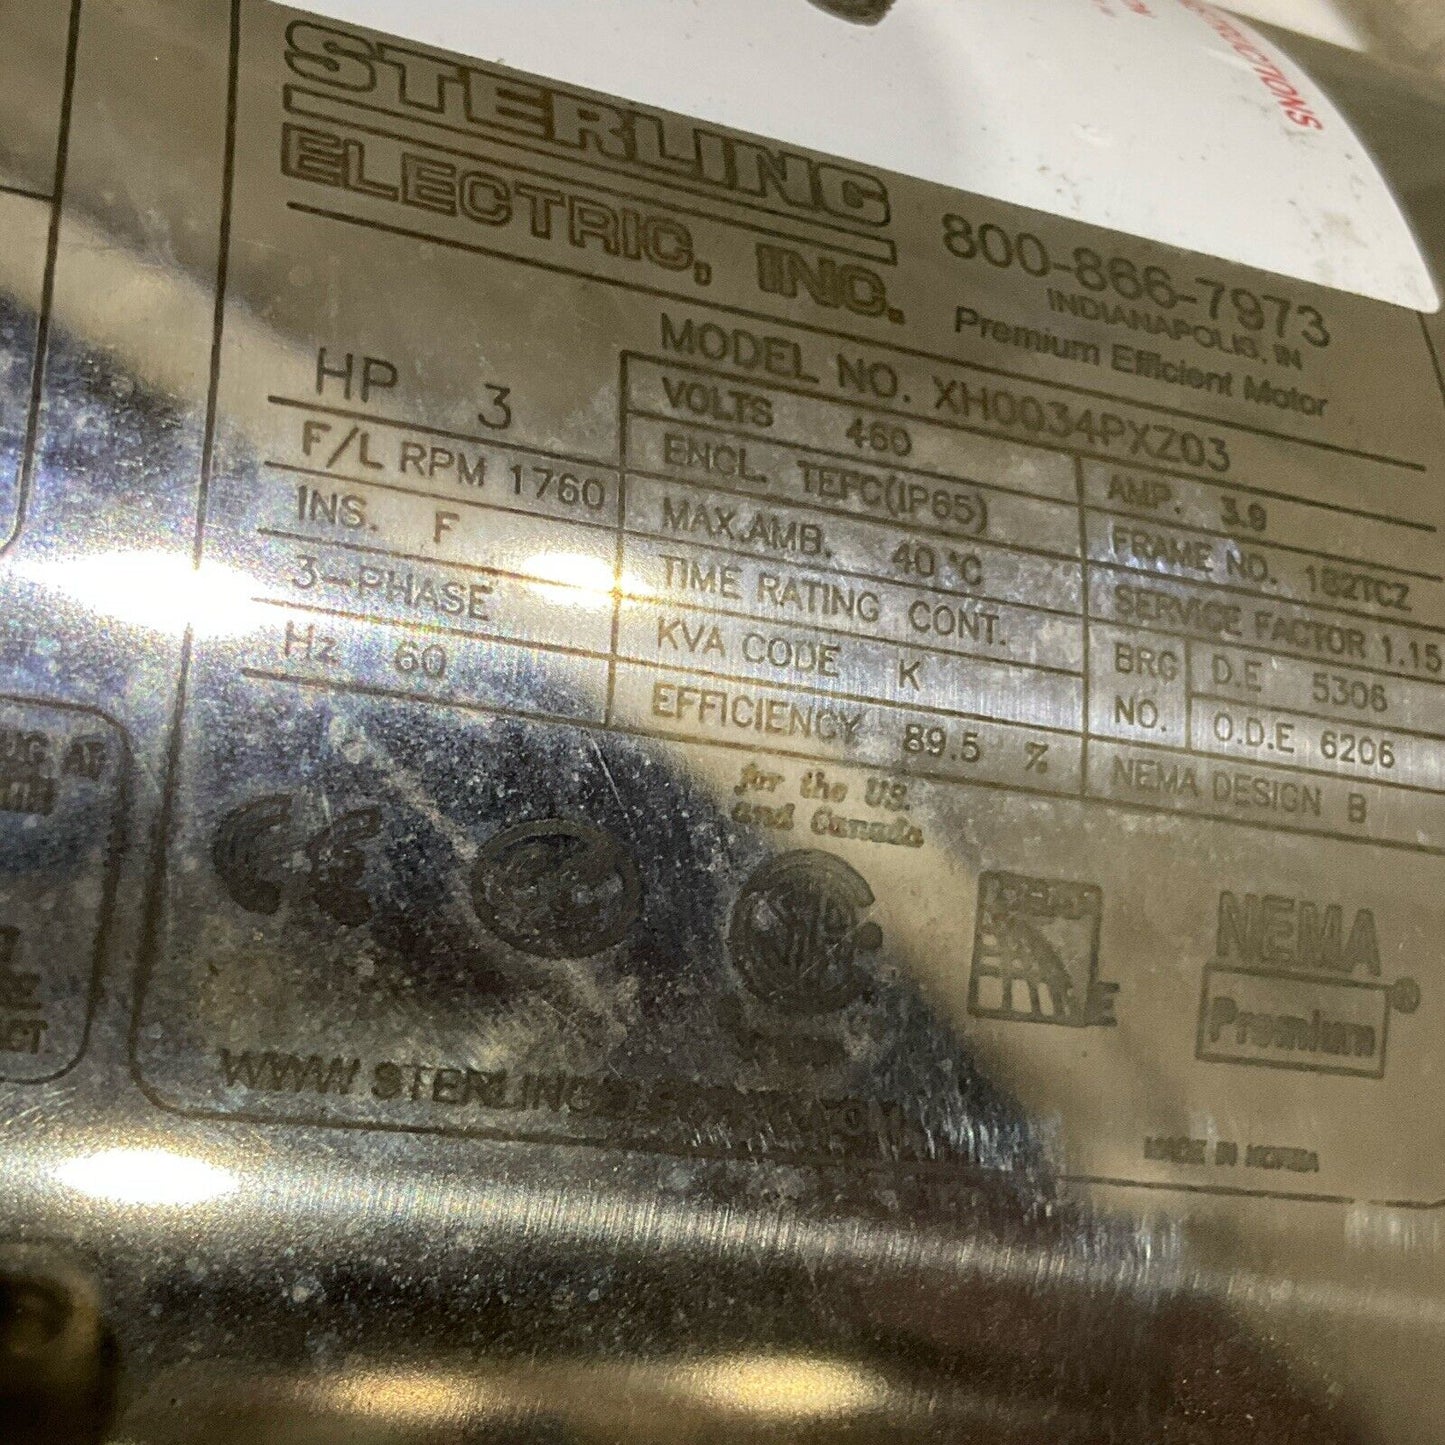 STERLING
ELECTRIC, INC.
800-866-7973
INDIANAPOLIS, IN
Premium Efficient Motor
MODEL NO. XH0034PXZ03
HP 3
VOLTS 460
AMP. 3.9
F/L RPM 1760
ENCL. TEFC(IP65)
FRAME NO. 182TCZ
INS. F
MAX.AMB. 40 °C
SERVICE FACTOR 1.15
3-PHASE
TIME RATING CONT.
BRG NO.
D.E 5306
Hz 60
KVA CODE K
O.D.E 6206
EFFICIENCY 89.5 %
NEMA DESIGN B
for the US.
and Canada
CE
NEMA
Premium®
MADE IN KOREA